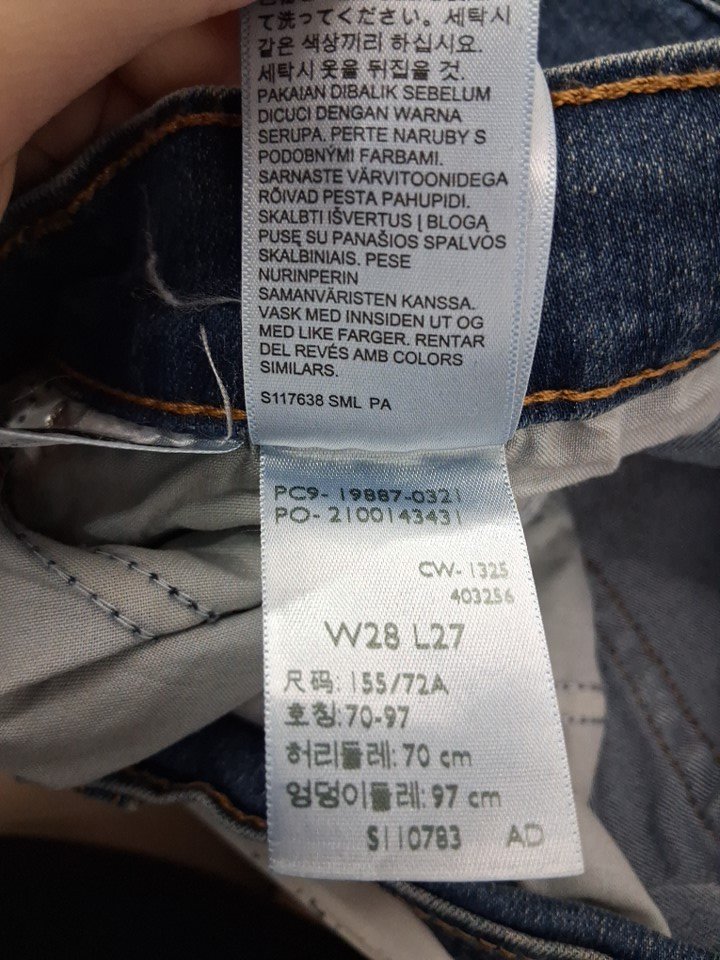 て洗ってください。세탁시
같은 색상끼리 하십시요.
세탁시 옷을 뒤집을 것.
PAKAIAN DIBALIK SEBELUM
DICUCI DENGAN WARNA
SERUPA. PERTE NARUBY S
PODOBNÝMI FARBAMI.
SARNASTE VÄRVITOONIDEGA
RÕIVAD PESTA PAHUPIDI.
SKALBTI IŠVERTUS Į BLOGĄ
PUSĘ SU PANAŠIOS SPALVOS
SKALBINIAIS. PESE
NURINPERIN
SAMANVÄRISTEN KANSSA.
VASK MED INNSIDEN UT OG
MED LIKE FARGER. RENTAR
DEL REVÉS AMB COLORS
SIMILARS.
S117638 SML PA
PC9- 19887-0321
PO- 2100143431
CW- 1325
403256
W28 L27
尺码: 155/72A
호칭: 70-97
허리둘레: 70 cm
엉덩이둘레: 97 cm
S110783 AD